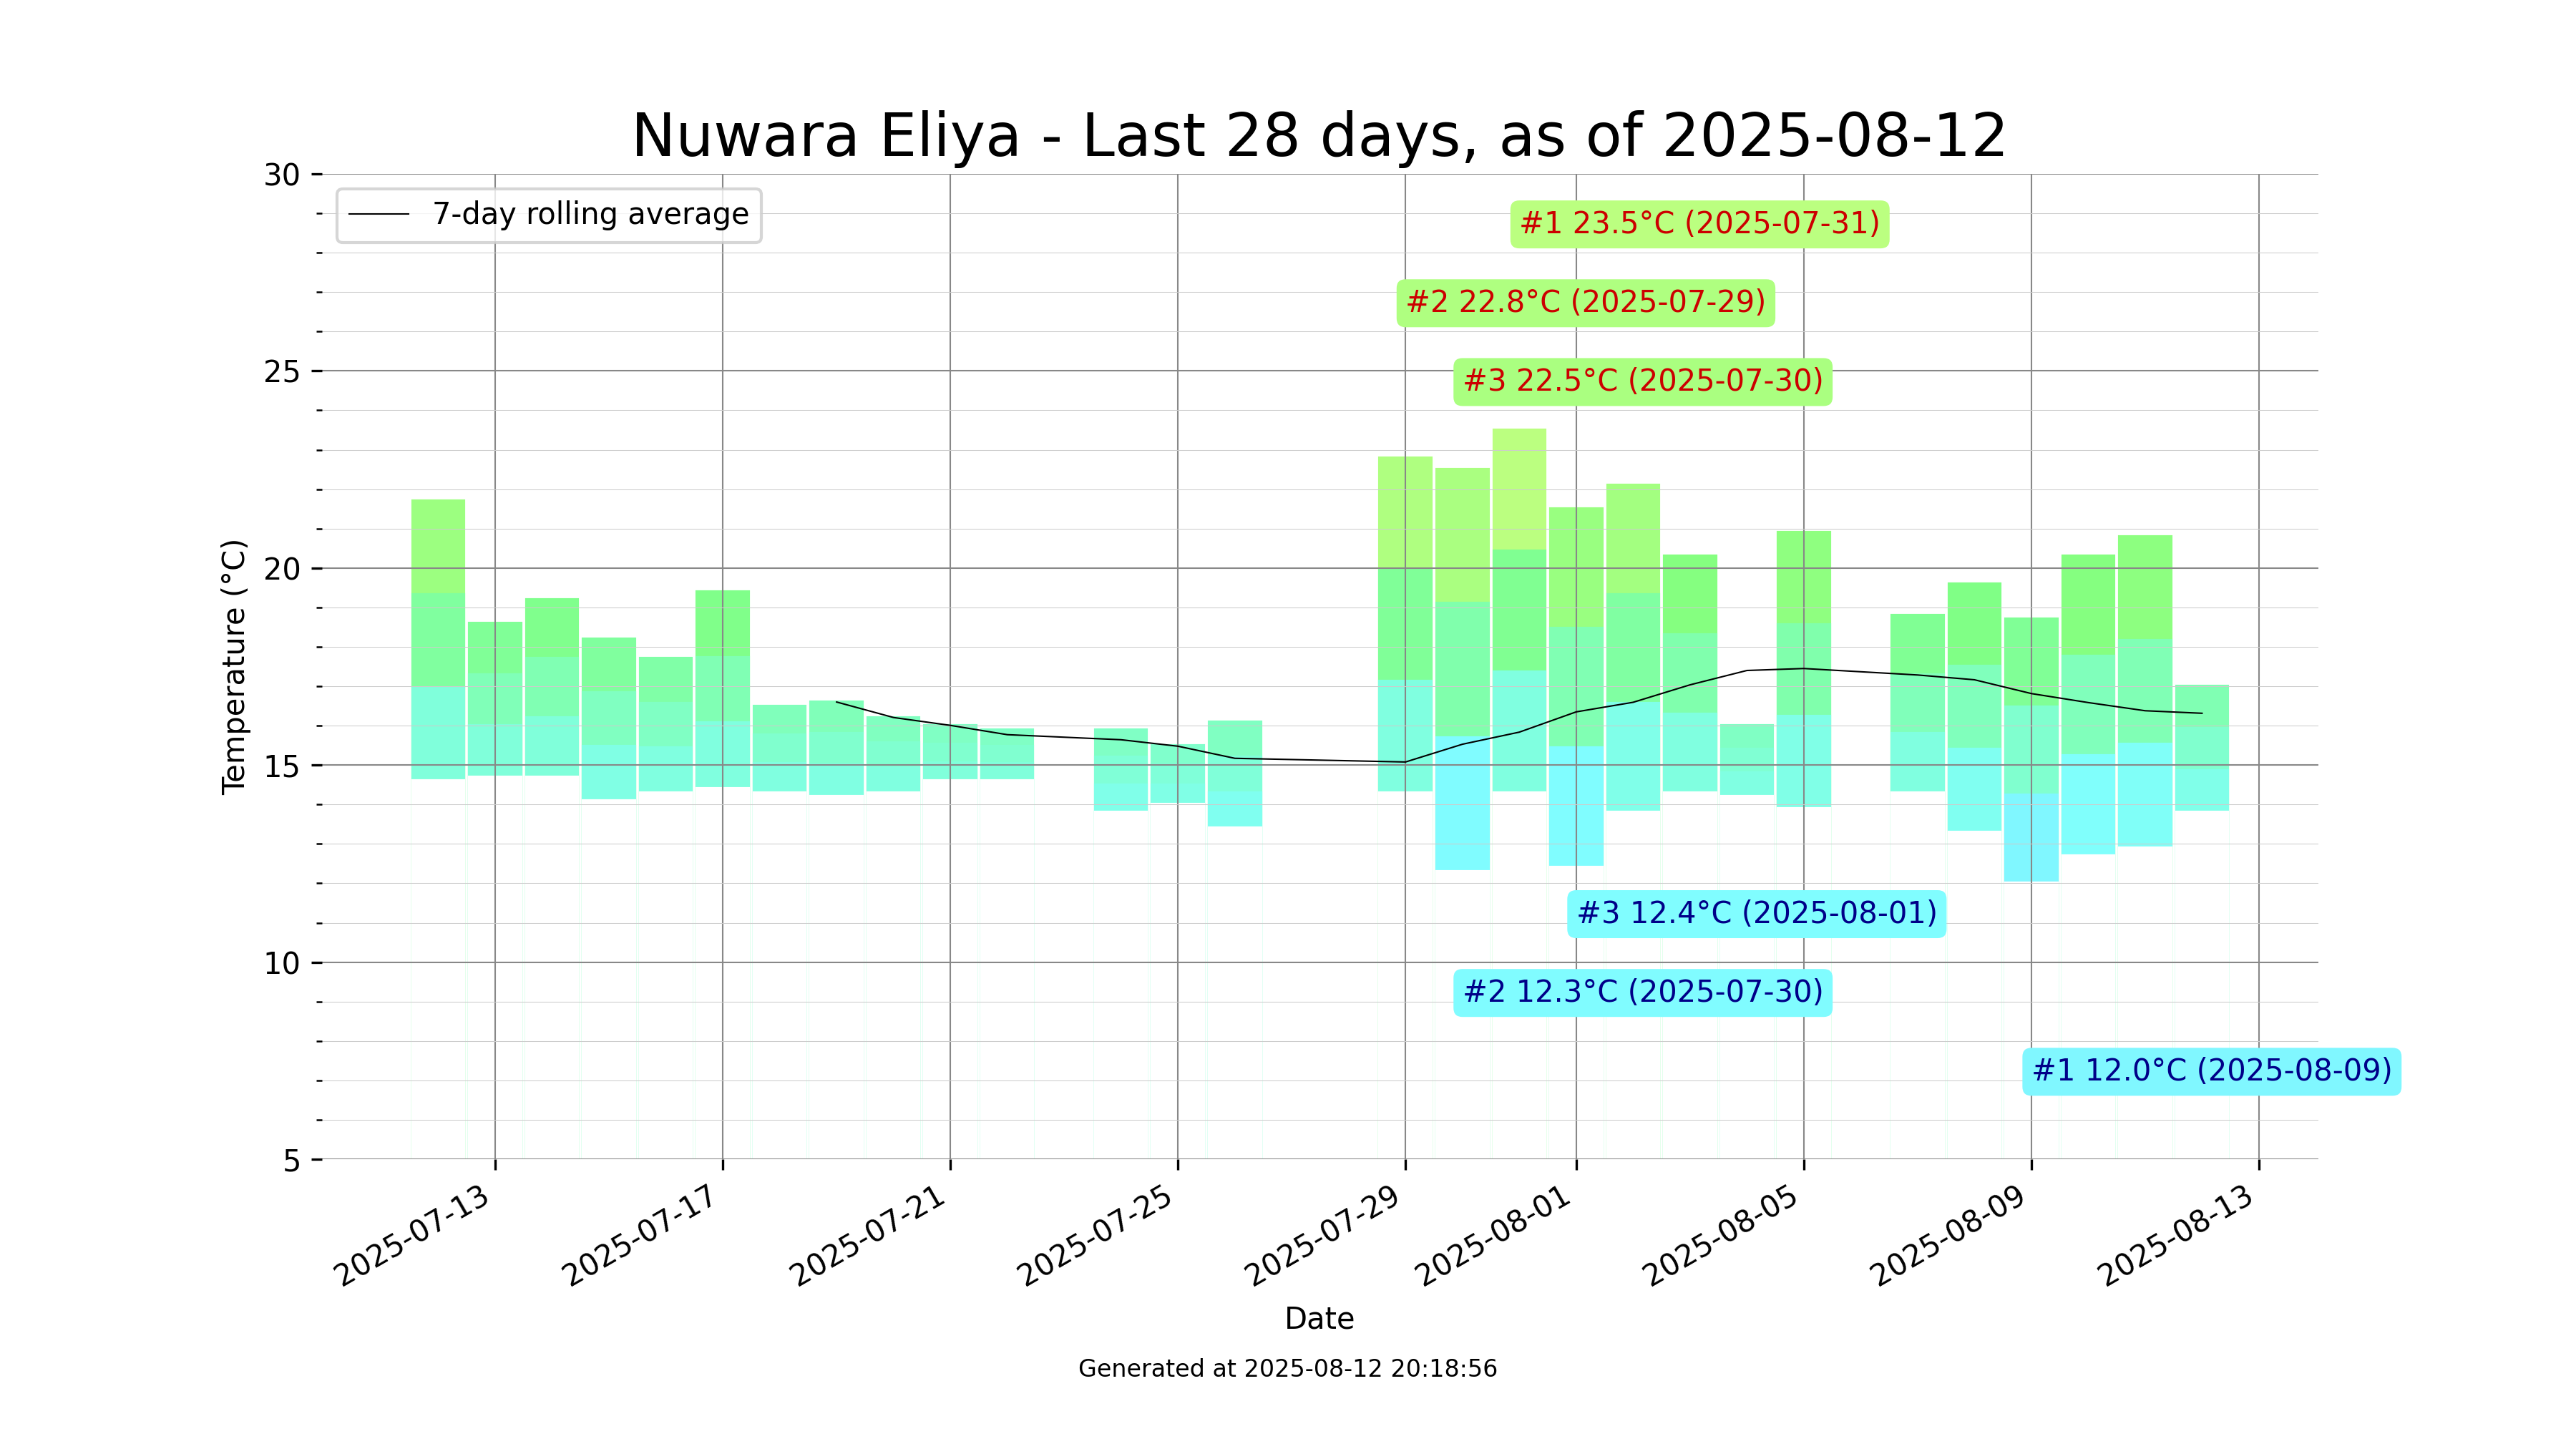 Nuwara Eliya - Last 28 days, as of 2025-08-12
7-day rolling average
#1 23.5°C (2025-07-31)
#2 22.8°C (2025-07-29)
#3 22.5°C (2025-07-30)
#3 12.4°C (2025-08-01)
#2 12.3°C (2025-07-30)
#1 12.0°C (2025-08-09)
Temperature (°C)
30
25
20
15
10
5
2025-07-13
2025-07-17
2025-07-21
2025-07-25
2025-07-29
2025-08-01
2025-08-05
2025-08-09
2025-08-13
Date
Generated at 2025-08-12 20:18:56